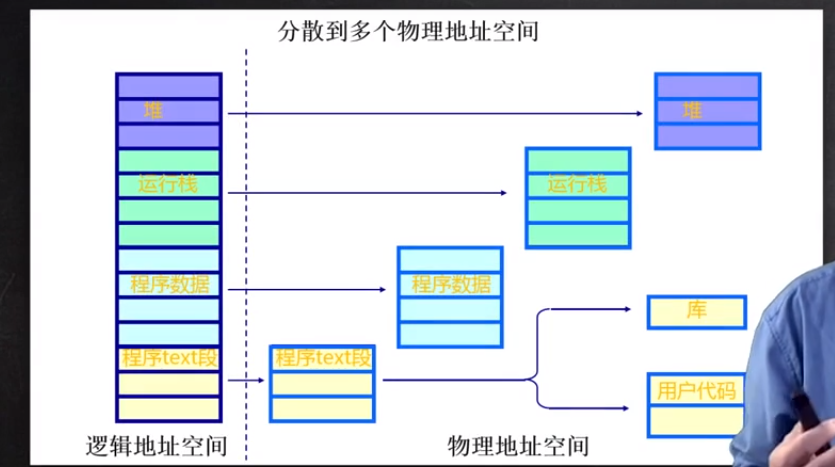 分散到多个物理地址空间
堆
堆
运行栈
运行栈
程序数据
程序数据
库
程序text段
程序text段
用户代码
逻辑地址空间
物理地址空间